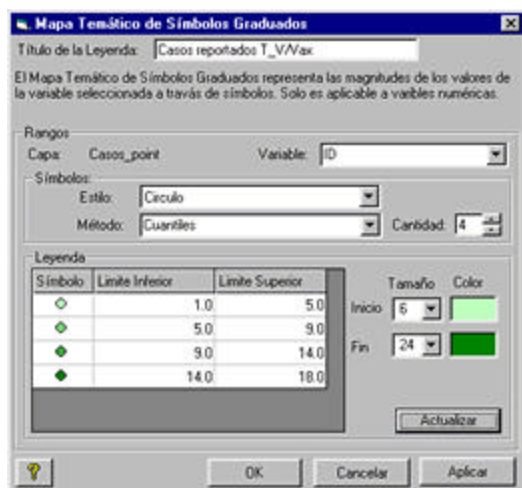 Mapa Temático de Símbolos Graduados
Título de la Leyenda: Casos reportados T_V/Vax
El Mapa Temático de Símbolos Graduados representa las magnitudes de los valores de
la variable seleccionada a travás de símbolos. Solo es aplicable a varibles numéricas.
Rangos
Capa: Casos_point Variable: ID
Símbolos:
Estilo: Circulo
Método: Cuantiles Cantidad: 4
Leyenda
Símbolo Limite Inferior Limite Superior
1.0 5.0
5.0 9.0
9.0 14.0
14.0 18.0
Tamaño Color
Inicio 6
Fin 24
Actualizar
? OK Cancelar Aplicar